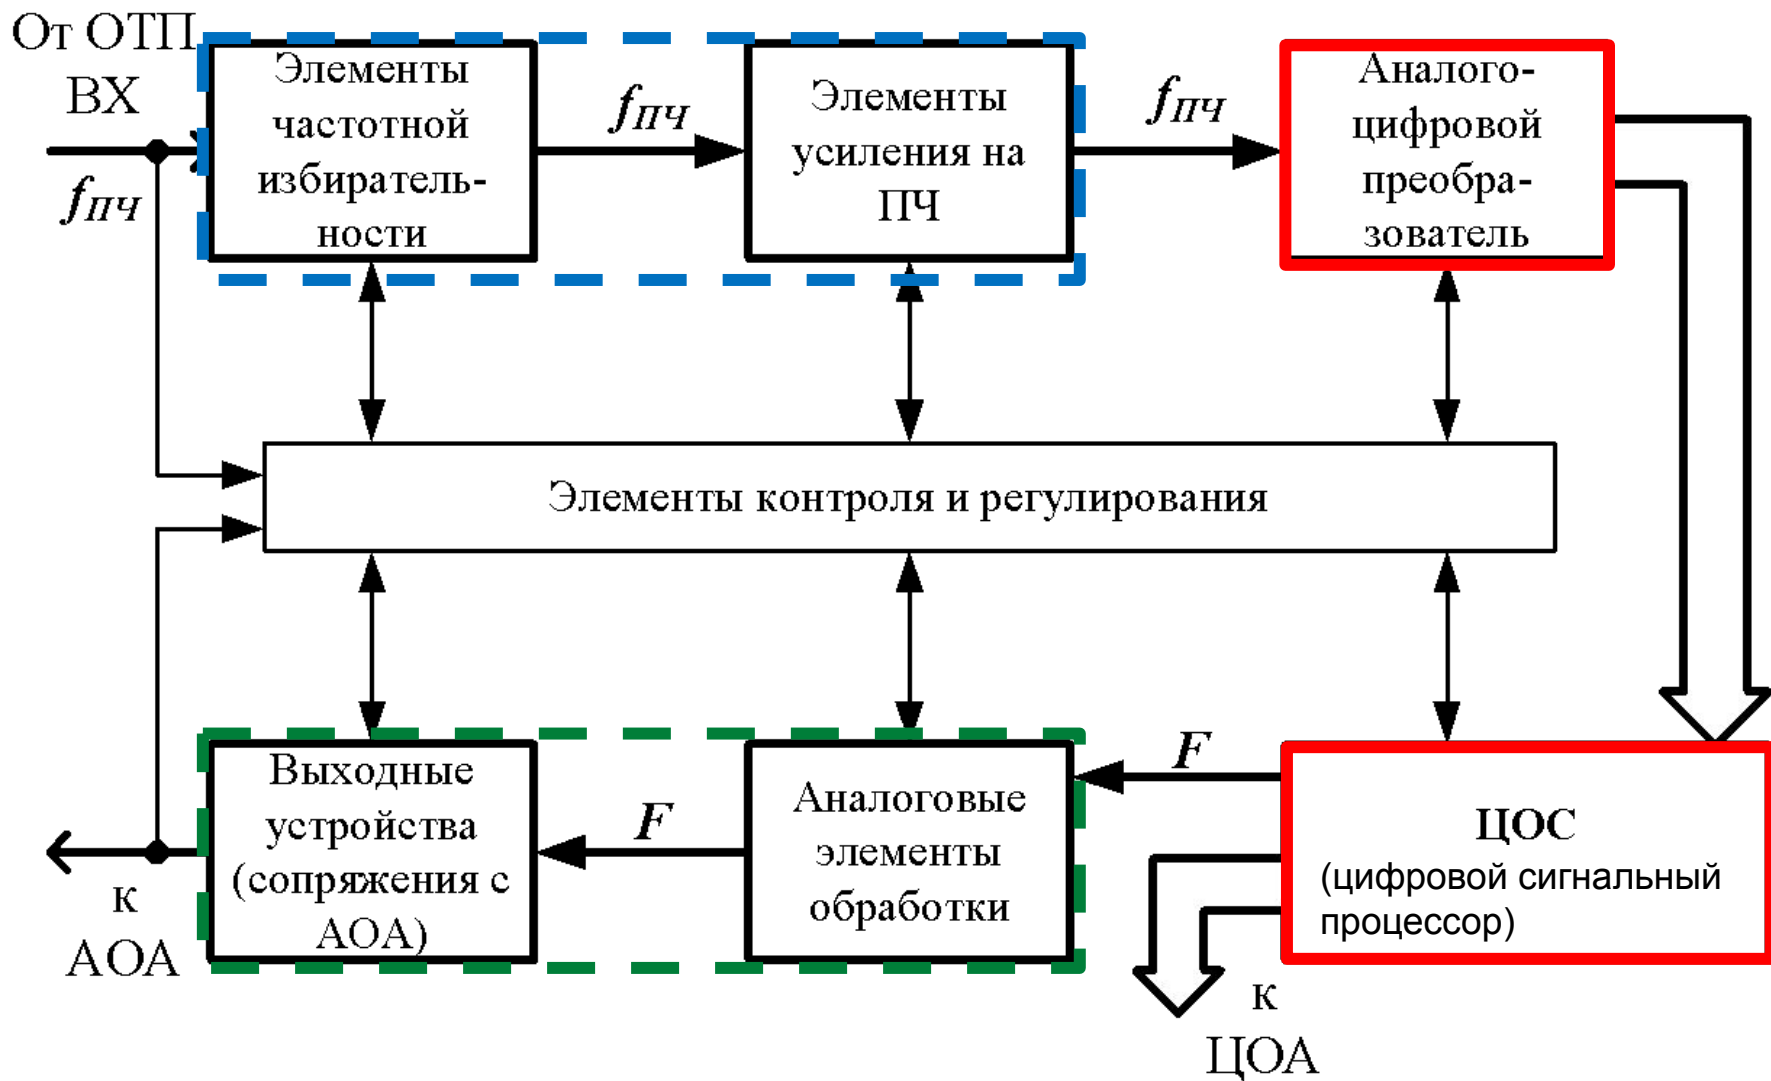 От ОТП
ВХ
fПЧ
Элементы
частотной
избиратель-
ности
fПЧ
Элементы
усиления на
ПЧ
fПЧ
Аналого-
цифровой
преобра-
зователь
Элементы контроля и регулирования
Выходные
устройства
(сопряжения с
АОА)
F
Аналоговые
элементы
обработки
F
ЦОС
(цифровой сигнальный
процессор)
к
АОА
к
ЦОА